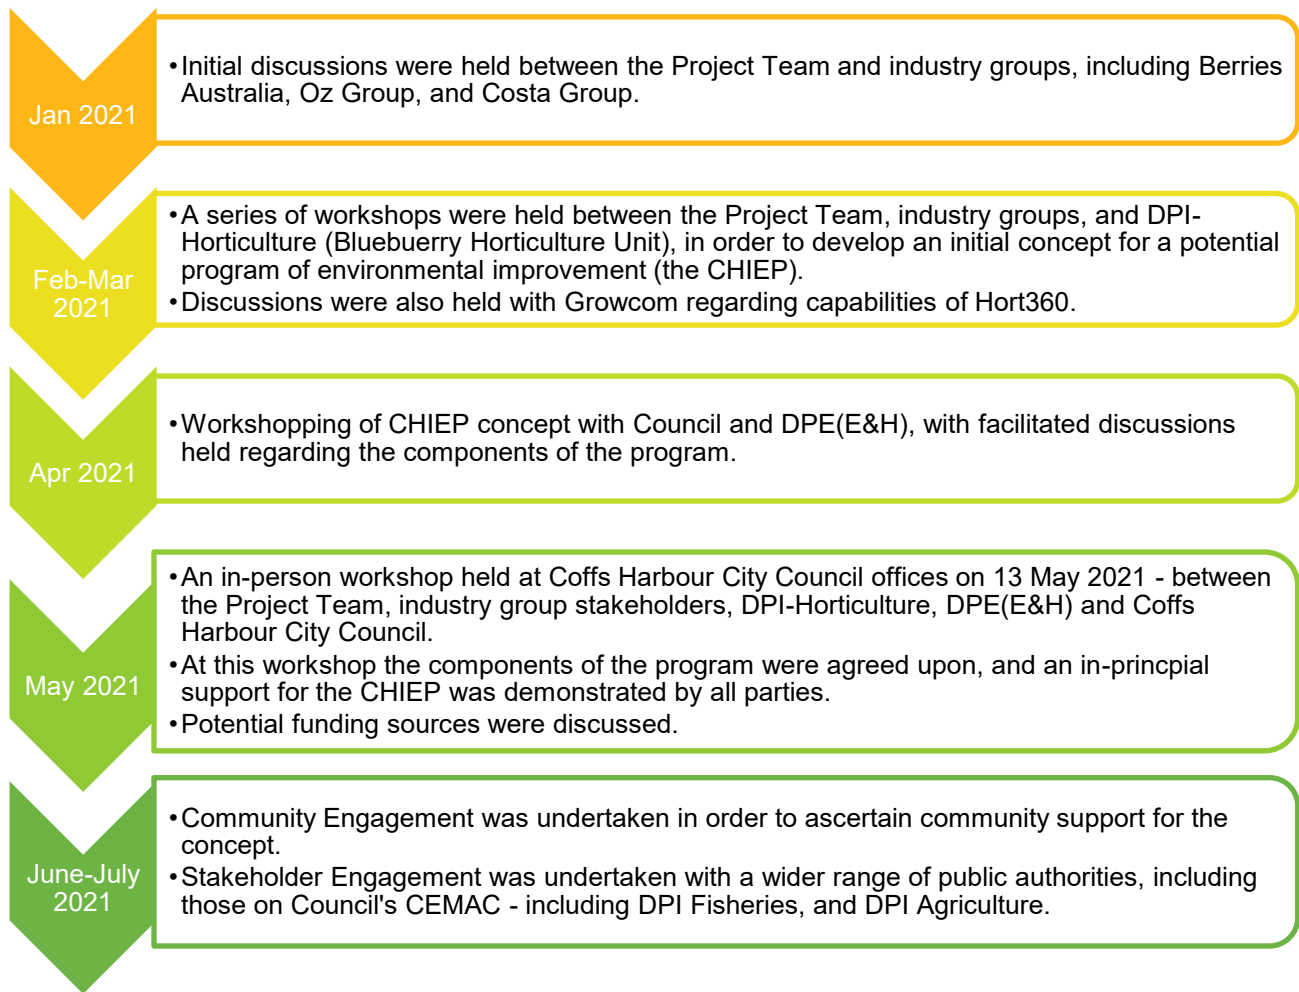 Jan 2021
•Initial discussions were held between the Project Team and industry groups, including Berries
Australia, Oz Group, and Costa Group.
Feb-Mar
2021
•A series of workshops were held between the Project Team, industry groups, and DPI-
Horticulture (Bluebuerry Horticulture Unit), in order to develop an initial concept for a potential
program of environmental improvement (the CHIEP).
•Discussions were also held with Growcom regarding capabilities of Hort360.
Apr 2021
•Workshopping of CHIEP concept with Council and DPE(E&H), with facilitated discussions
held regarding the components of the program.
May 2021
•An in-person workshop held at Coffs Harbour City Council offices on 13 May 2021 - between
the Project Team, industry group stakeholders, DPI-Horticulture, DPE(E&H) and Coffs
Harbour City Council.
•At this workshop the components of the program were agreed upon, and an in-princpial
support for the CHIEP was demonstrated by all parties.
•Potential funding sources were discussed.
June-July
2021
•Community Engagement was undertaken in order to ascertain community support for the
concept.
•Stakeholder Engagement was undertaken with a wider range of public authorities, including
those on Council's CEMAC - including DPI Fisheries, and DPI Agriculture.